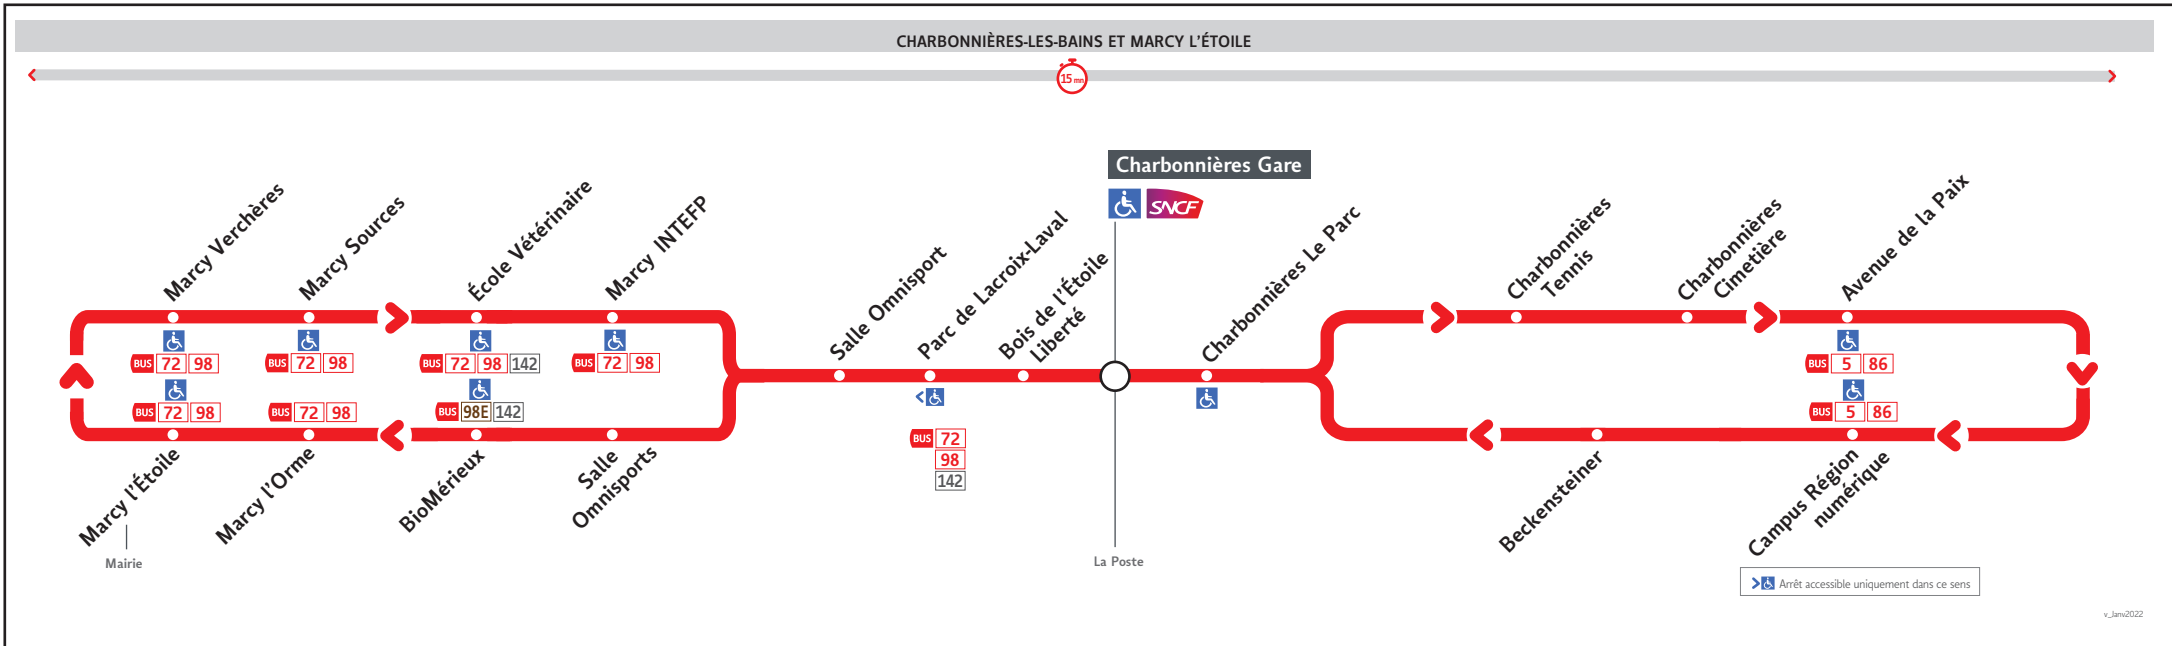 CHARBONNIÈRES-LES-BAINS ET MARCY L'ÉTOILE
15 mn
Charbonnières Gare
SNCF
Marcy Verchères
Marcy Sources
École Vétérinaire
Marcy INTEFP
Salle Omnisport
Parc de Lacroix-Laval
Bois de l'Étoile
Liberté
Charbonnières Le Parc
Charbonnières
Tennis
Charbonnières
Cimetière
Avenue de la Paix
BUS 72 98
BUS 72 98
BUS 72 98 142
BUS 72 98
BUS 5 86
BUS 72 98
BUS 72 98
BUS 98E 142
BUS 72
98
142
BUS 5 86
Marcy l'Étoile
Mairie
Marcy l'Orme
BioMérieux
Salle
Omnisports
La Poste
Beckensteiner
Campus Région
numérique
Arrêt accessible uniquement dans ce sens
v_Janv2022